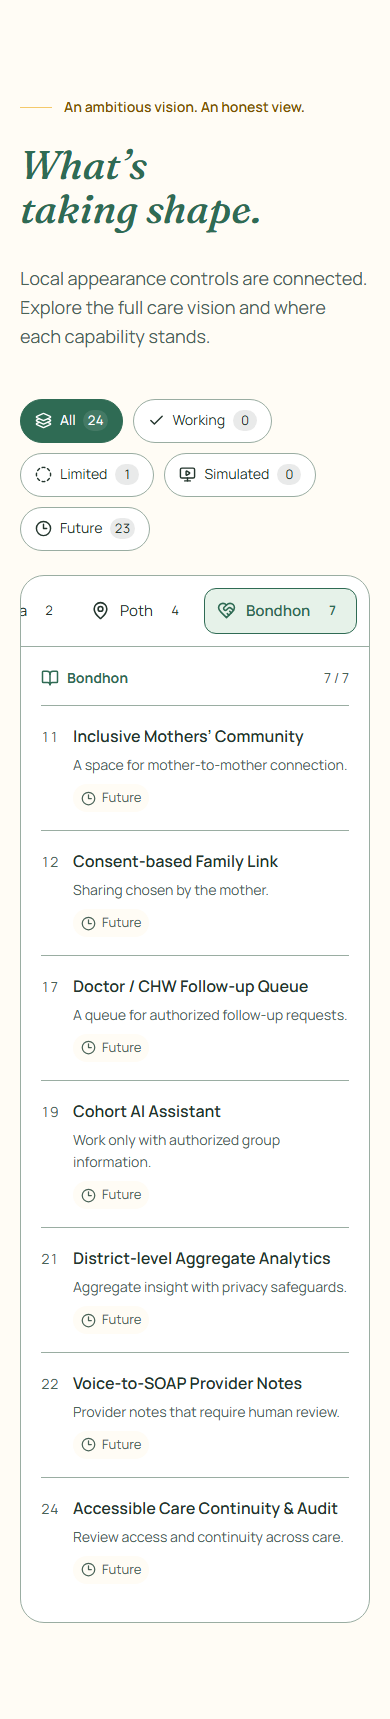 An ambitious vision. An honest view.
What’s
taking shape.
Local appearance controls are connected.
Explore the full care vision and where
each capability stands.
All 24
Working 0
Limited 1
Simulated 0
Future 23
a 2
Poth 4
Bondhon 7
Bondhon 7 / 7
11 Inclusive Mothers’ Community
A space for mother-to-mother connection.
Future
12 Consent-based Family Link
Sharing chosen by the mother.
Future
17 Doctor / CHW Follow-up Queue
A queue for authorized follow-up requests.
Future
19 Cohort AI Assistant
Work only with authorized group
information.
Future
21 District-level Aggregate Analytics
Aggregate insight with privacy safeguards.
Future
22 Voice-to-SOAP Provider Notes
Provider notes that require human review.
Future
24 Accessible Care Continuity & Audit
Review access and continuity across care.
Future